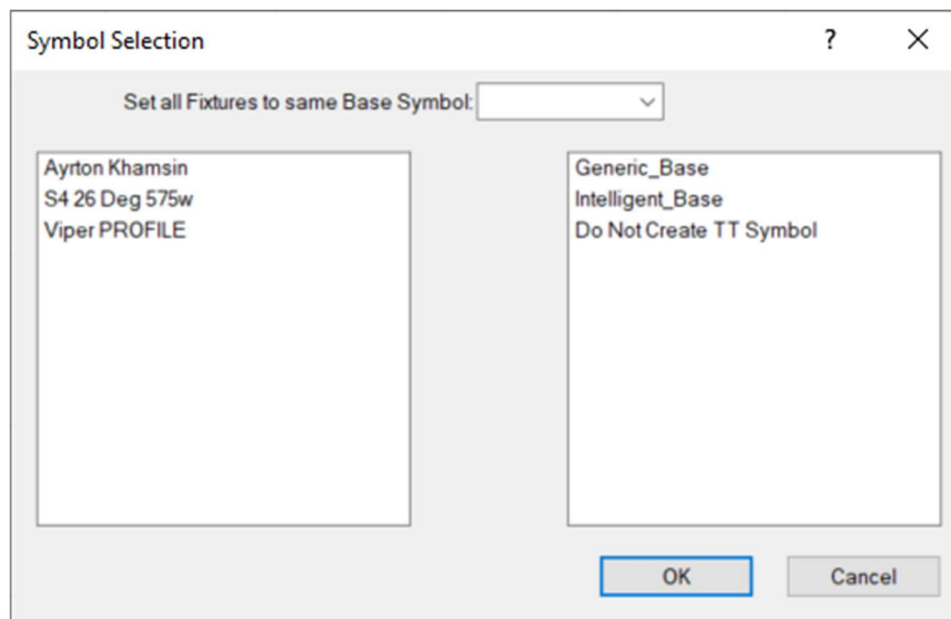 Symbol Selection
?
Set all Fixtures to same Base Symbol:
Ayrton Khamsin
S4 26 Deg 575w
Viper PROFILE
Generic_Base
Intelligent_Base
Do Not Create TT Symbol
OK
Cancel